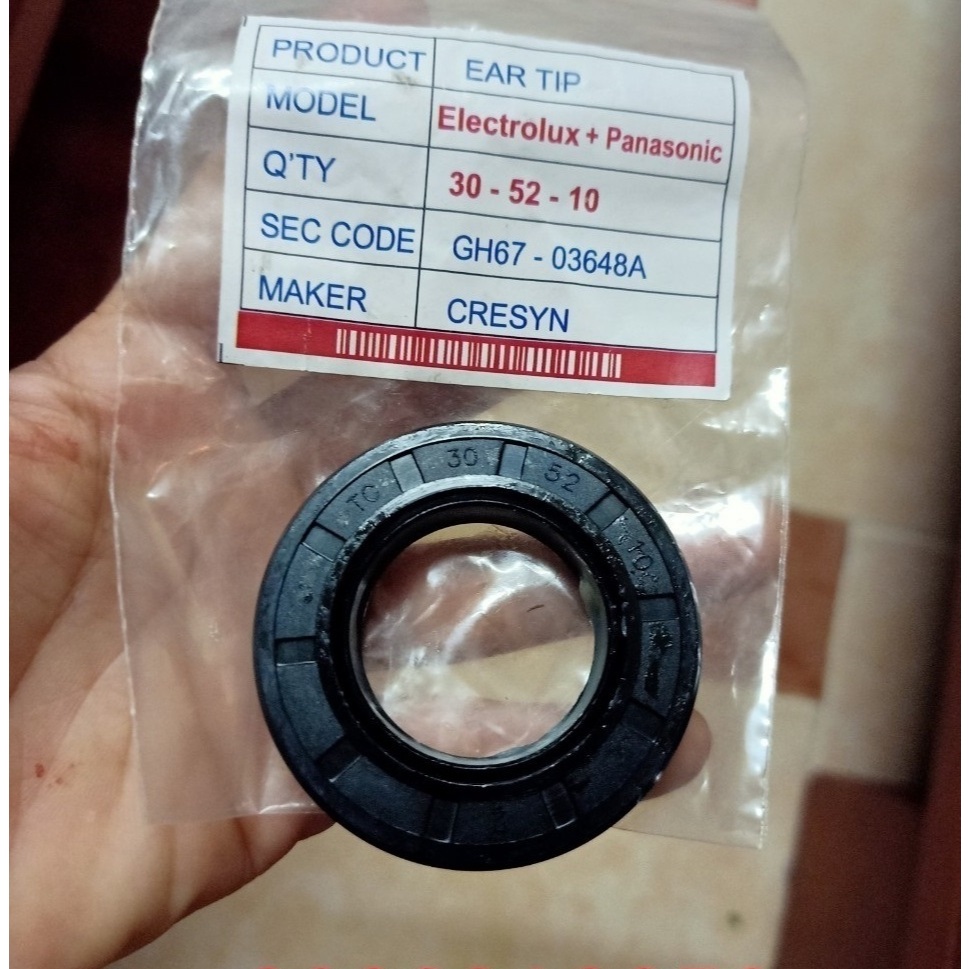 PRODUCT EAR TIP
MODEL Electrolux + Panasonic
Q'TY 30 - 52 - 10
SEC CODE GH67 - 03648A
MAKER CRESYN
TC 30 52 10